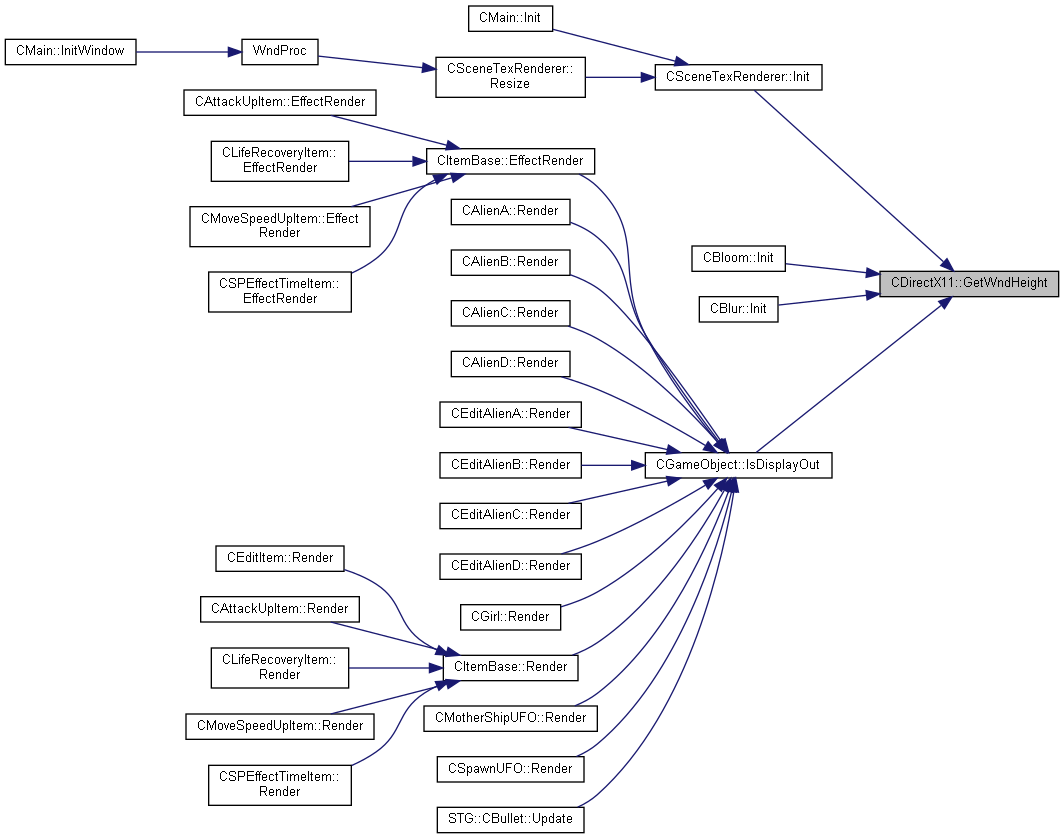 CMain::Init
CMain::InitWindow
WndProc
CSceneTexRenderer::
Resize
CSceneTexRenderer::Init
CAttackUpItem::EffectRender
CLifeRecoveryItem::
EffectRender
CItemBase::EffectRender
CMoveSpeedUpItem::Effect
Render
CSPEffectTimeItem::
EffectRender
CAlienA::Render
CAlienB::Render
CAlienC::Render
CAlienD::Render
CEditAlienA::Render
CEditAlienB::Render
CEditAlienC::Render
CEditAlienD::Render
CGirl::Render
CBloom::Init
CBlur::Init
CDirectX11::GetWndHeight
CGameObject::IsDisplayOut
CEditItem::Render
CAttackUpItem::Render
CLifeRecoveryItem::
Render
CItemBase::Render
CMoveSpeedUpItem::Render
CSPEffectTimeItem::
Render
CMotherShipUFO::Render
CSpawnUFO::Render
STG::CBullet::Update